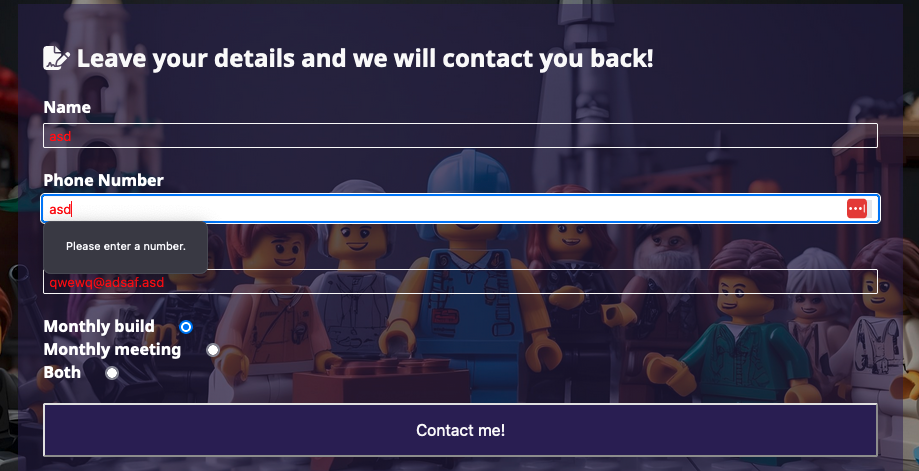 Leave your details and we will contact you back!
Name
asd
Phone Number
asd
Please enter a number.
qwewq@adsaf.asd
Monthly build
Monthly meeting
Both
Contact me!